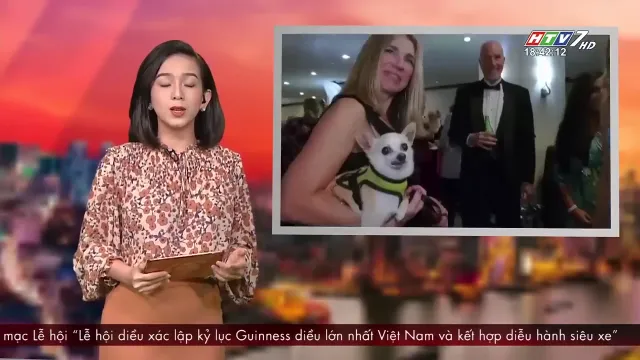 HTV7 HD
18:42:12
mạc Lễ hội “Lễ hội diều xác lập kỷ lục Guinness diều lớn nhất Việt Nam và kết hợp diễu hành siêu xe”